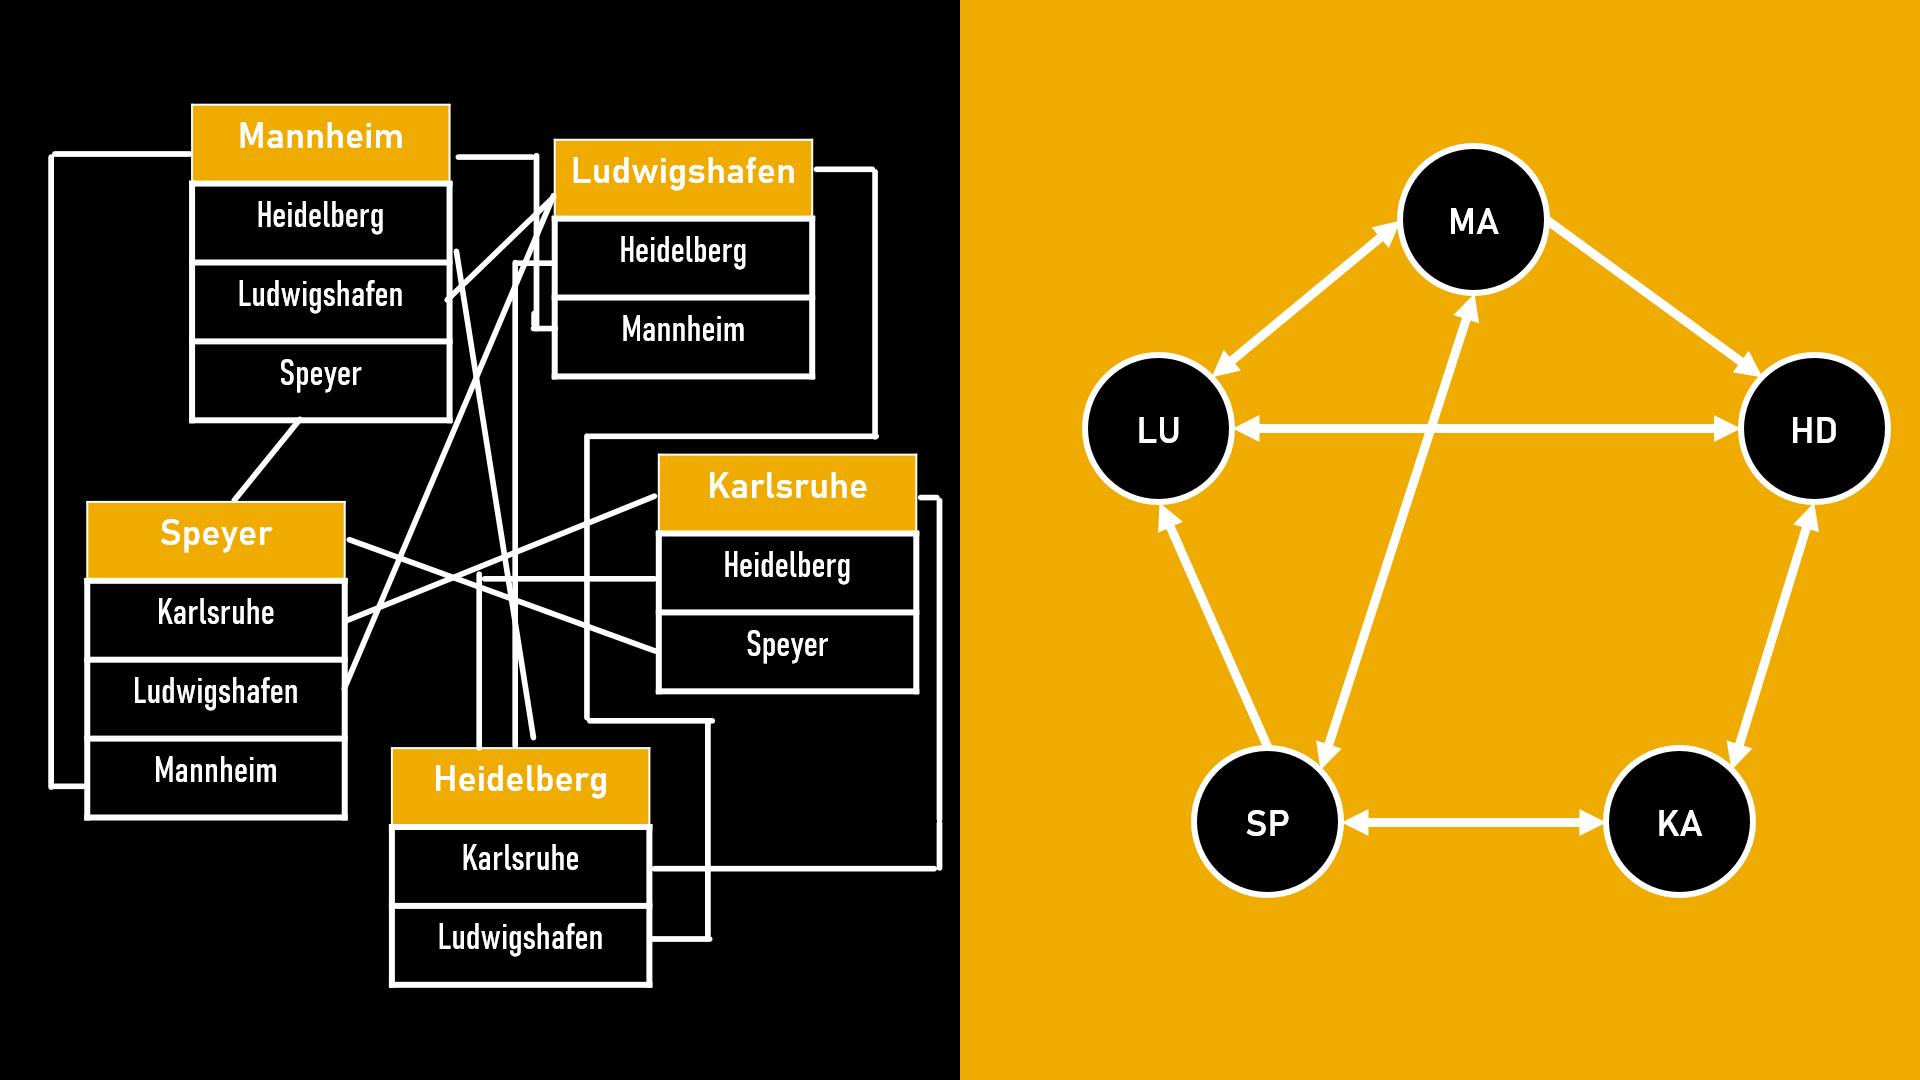 Mannheim
Heidelberg
Ludwigshafen
Speyer
Ludwigshafen
Heidelberg
Mannheim
Karlsruhe
Heidelberg
Speyer
Speyer
Karlsruhe
Ludwigshafen
Mannheim
Heidelberg
Karlsruhe
Ludwigshafen
MA
LU
HD
SP
KA